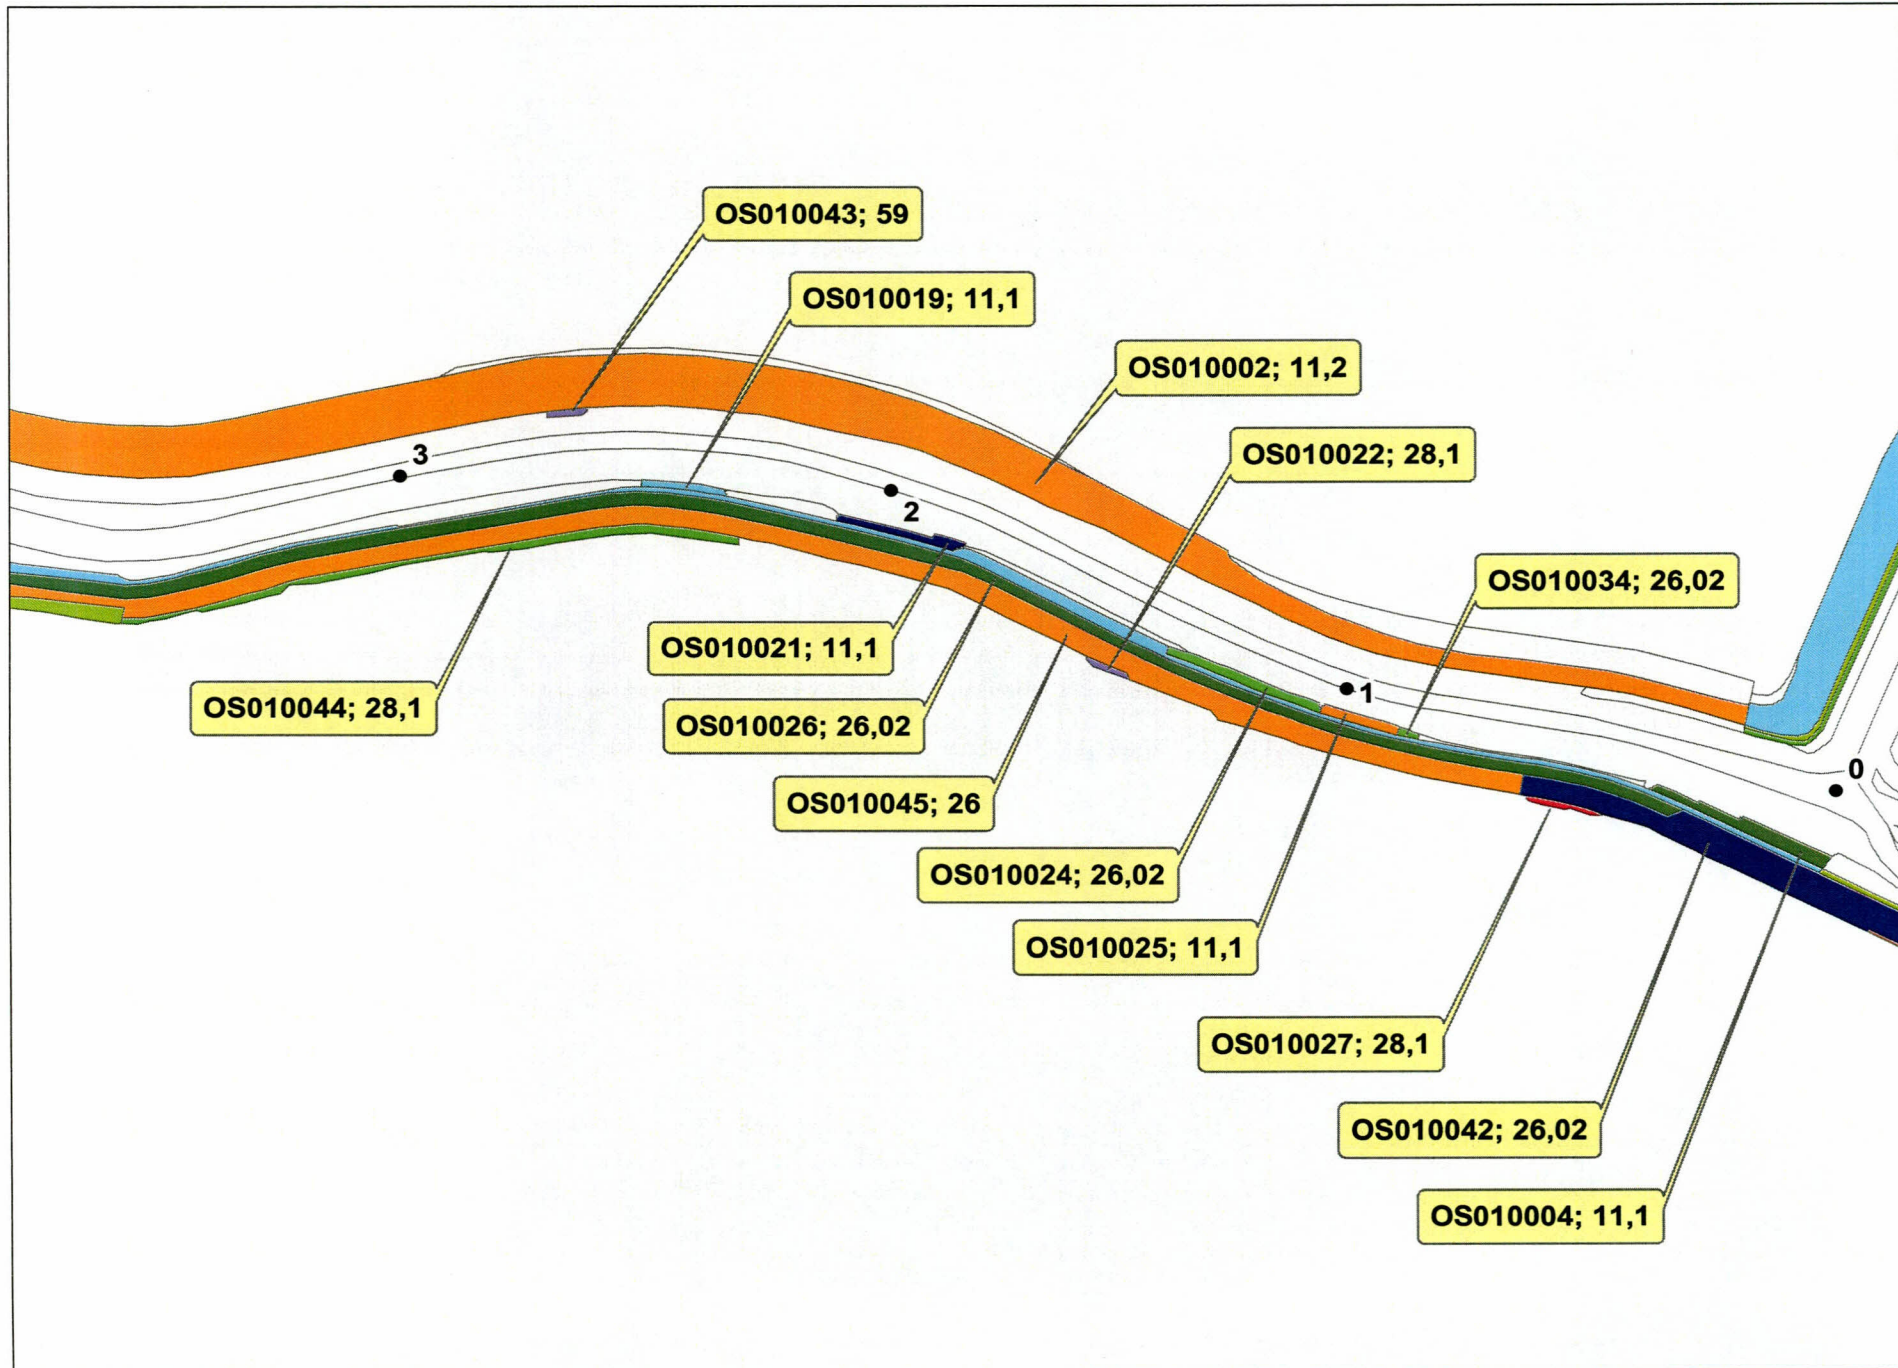 OS010043; 59
OS010019; 11,1
OS010002; 11,2
OS010022; 28,1
3
2
OS010034; 26,02
OS010021; 11,1
1
OS010044; 28,1
OS010026; 26,02
0
OS010045; 26
OS010024; 26,02
OS010025; 11,1
OS010027; 28,1
OS010042; 26,02
OS010004; 11,1